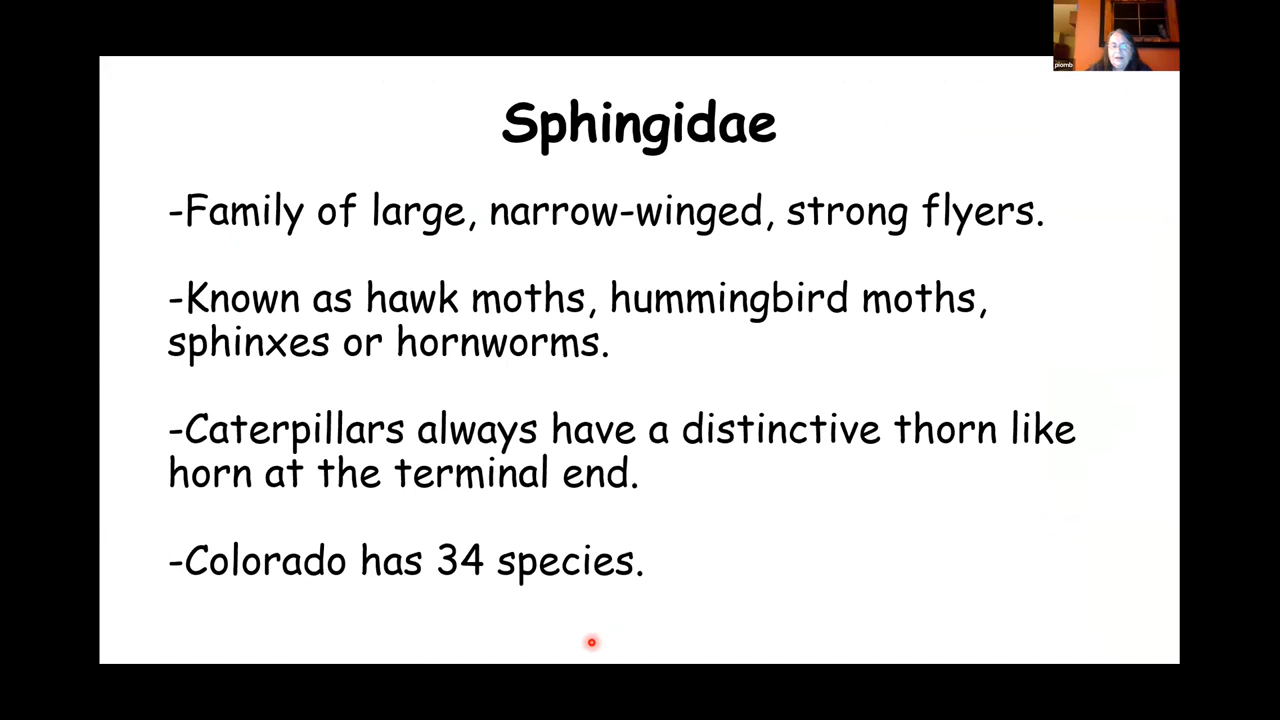 piomb
Sphingidae
-Family of large, narrow-winged, strong flyers.
-Known as hawk moths, hummingbird moths,
sphinxes or hornworms.
-Caterpillars always have a distinctive thorn like
horn at the terminal end.
-Colorado has 34 species.